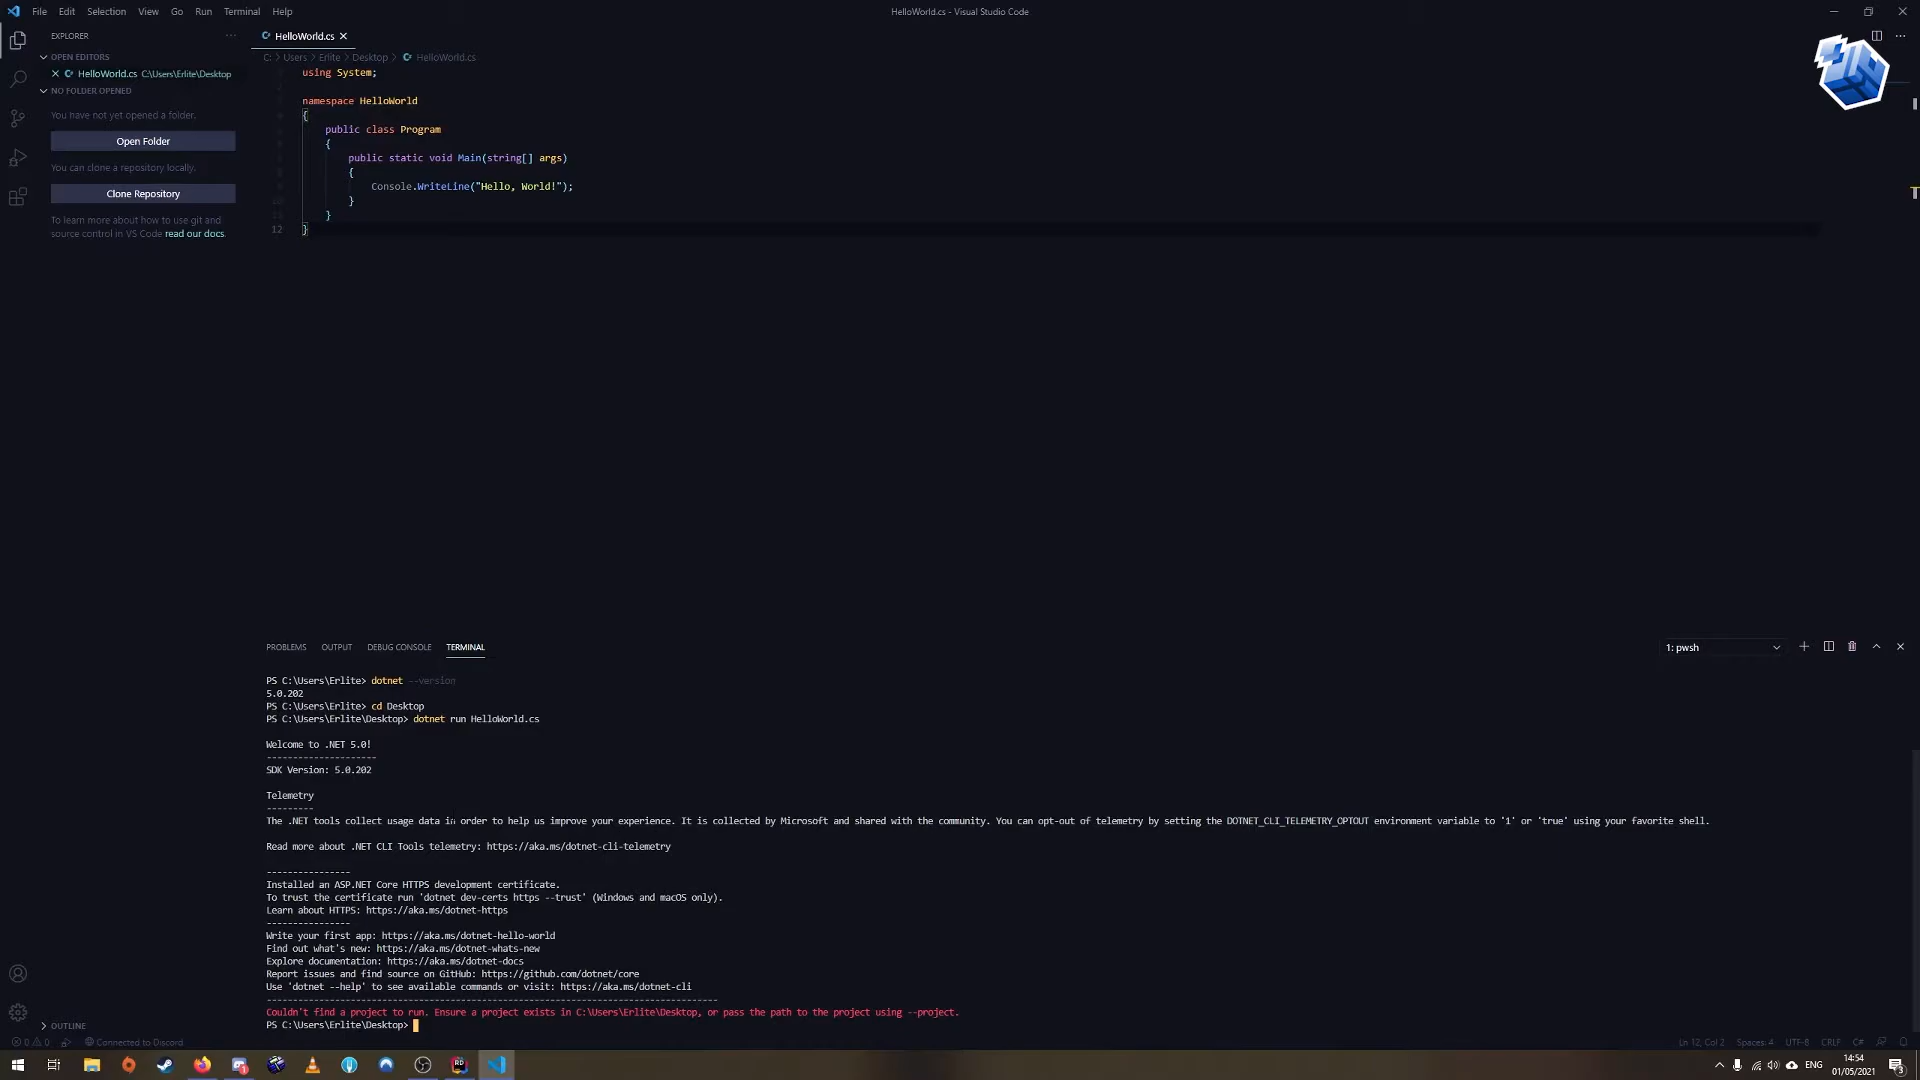 File Edit Selection View Go Run Terminal Help
HelloWorld.cs - Visual Studio Code
EXPLORER
HelloWorld.cs
OPEN EDITORS
HelloWorld.cs C:\Users\Erlite\Desktop
C: > Users > Erlite > Desktop > HelloWorld.cs
NO FOLDER OPENED
You have not yet opened a folder.
Open Folder
You can clone a repository locally.
Clone Repository
To learn more about how to use git and
source control in VS Code read our docs.
using System;
namespace HelloWorld
{
public class Program
{
public static void Main(string[] args)
{
Console.WriteLine("Hello, World!");
}
}
12 }
PROBLEMS OUTPUT DEBUG CONSOLE TERMINAL
1: pwsh
PS C:\Users\Erlite> dotnet --version
5.0.202
PS C:\Users\Erlite> cd Desktop
PS C:\Users\Erlite\Desktop> dotnet run HelloWorld.cs
Welcome to .NET 5.0!
---------------------
SDK Version: 5.0.202
Telemetry
---------
The .NET tools collect usage data in order to help us improve your experience. It is collected by Microsoft and shared with the community. You can opt-out of telemetry by setting the DOTNET_CLI_TELEMETRY_OPTOUT environment variable to '1' or 'true' using your favorite shell.
Read more about .NET CLI Tools telemetry: https://aka.ms/dotnet-cli-telemetry
----------------
Installed an ASP.NET Core HTTPS development certificate.
To trust the certificate run 'dotnet dev-certs https --trust' (Windows and macOS only).
Learn about HTTPS: https://aka.ms/dotnet-https
----------------
Write your first app: https://aka.ms/dotnet-hello-world
Find out what's new: https://aka.ms/dotnet-whats-new
Explore documentation: https://aka.ms/dotnet-docs
Report issues and find source on GitHub: https://github.com/dotnet/core
Use 'dotnet --help' to see available commands or visit: https://aka.ms/dotnet-cli
--------------------------------------------------------------------------------------
Couldn't find a project to run. Ensure a project exists in C:\Users\Erlite\Desktop, or pass the path to the project using --project.
PS C:\Users\Erlite\Desktop>
OUTLINE
0 0 Connected to Discord
Ln 12, Col 2 Spaces: 4 UTF-8 CRLF C#
ENG
14:54
01/05/2021